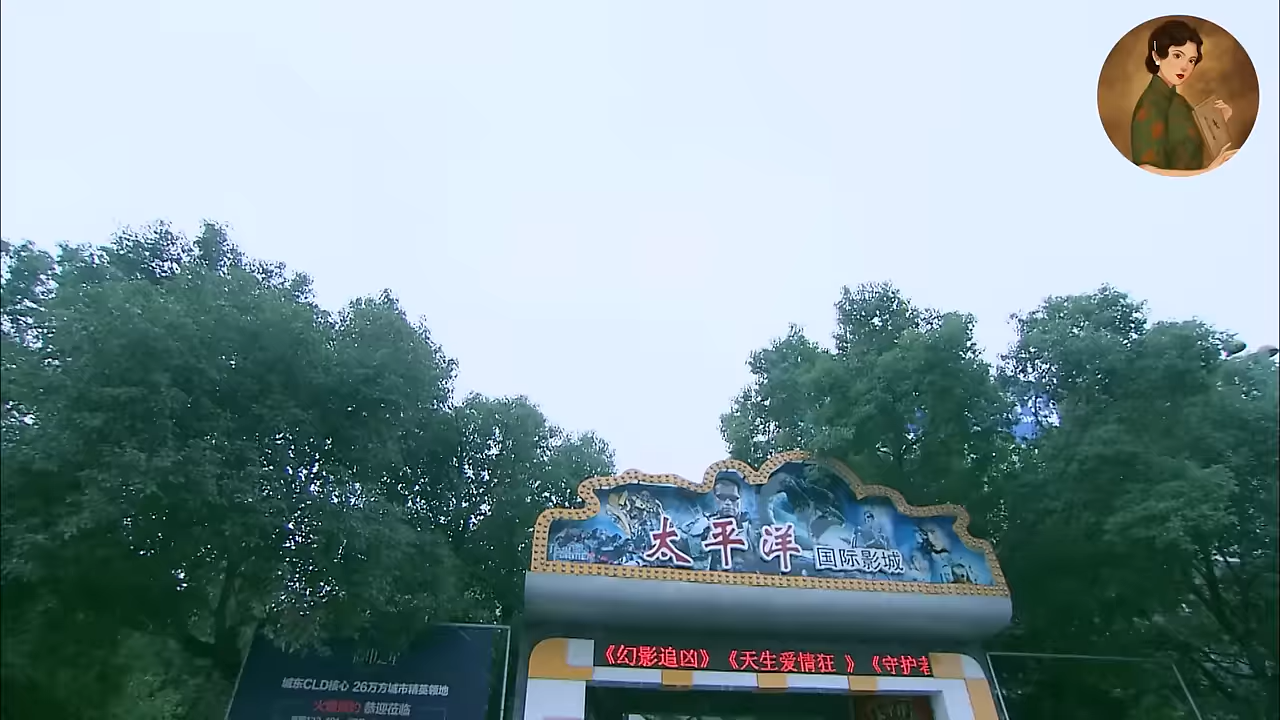 太平洋 国际影城
《幻影追凶》《天生爱情狂 》《守护者
城东CLD核心 26万方城市精英领地
恭迎莅临